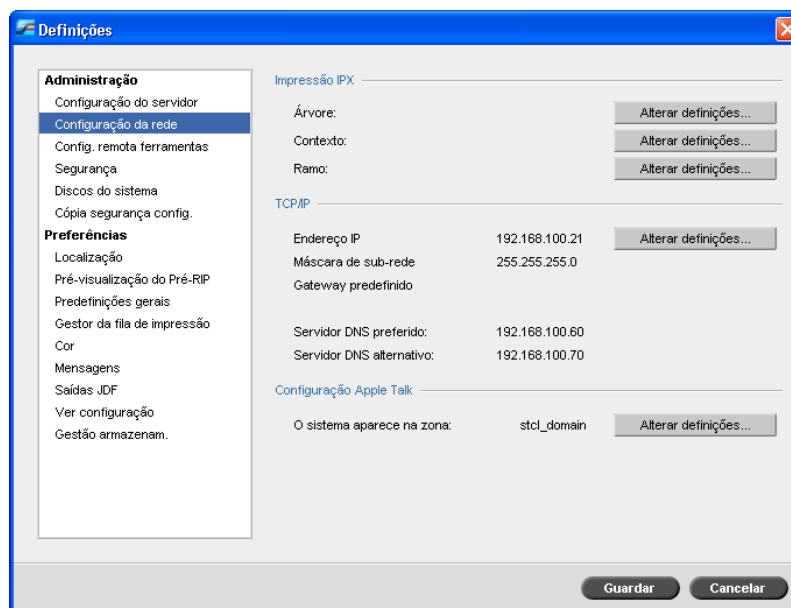 Definições
Administração
Configuração do servidor
Configuração da rede
Config. remota ferramentas
Segurança
Discos do sistema
Cópia segurança config.
Preferências
Localização
Pré-visualização do Pré-RIP
Predefinições gerais
Gestor da fila de impressão
Cor
Mensagens
Saídas JDF
Ver configuração
Gestão armazenam.
Impressão IPX
Árvore: Alterar definições...
Contexto: Alterar definições...
Ramo: Alterar definições...
TCP/IP
Endereço IP 192.168.100.21 Alterar definições...
Máscara de sub-rede 255.255.255.0
Gateway predefinido
Servidor DNS preferido: 192.168.100.60
Servidor DNS alternativo: 192.168.100.70
Configuração Apple Talk
O sistema aparece na zona: stcl_domain Alterar definições...
Guardar Cancelar